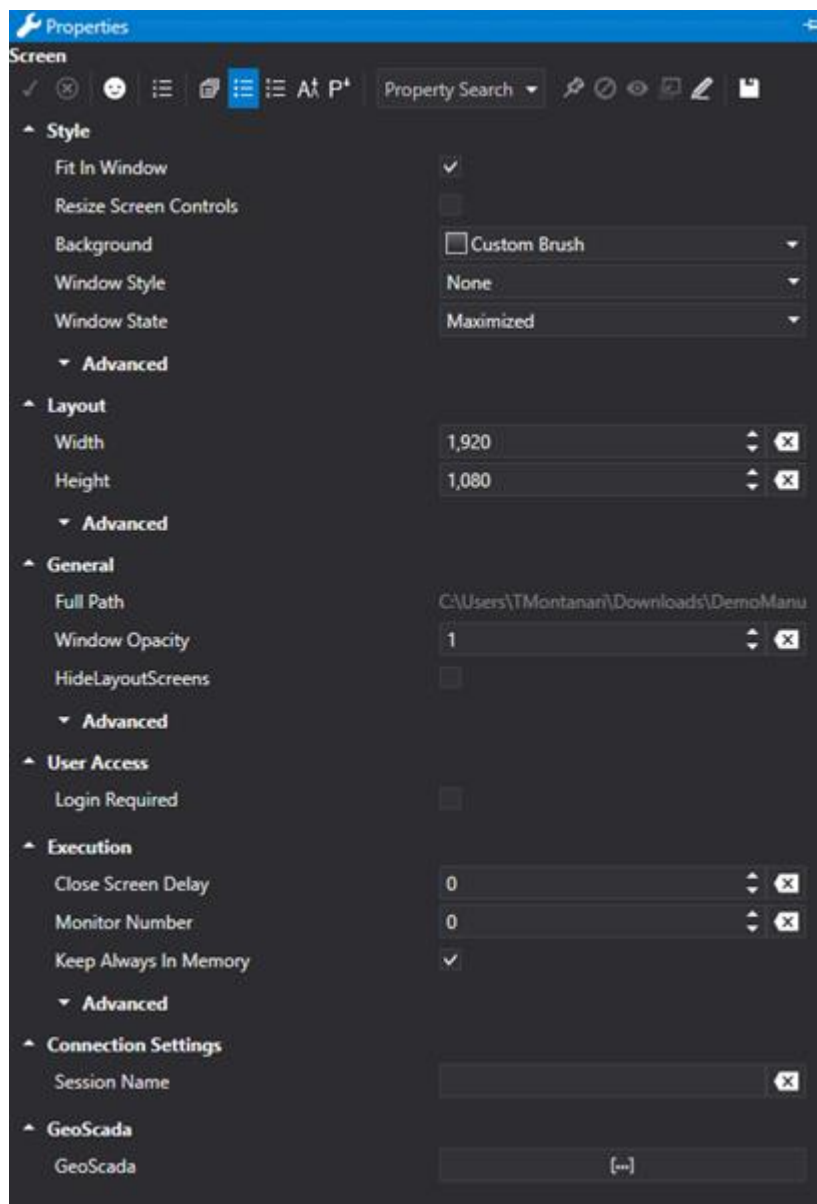 Properties
Screen
Property Search
Style
Fit In Window
Resize Screen Controls
Background Custom Brush
Window Style None
Window State Maximized
Advanced
Layout
Width 1,920
Height 1,080
Advanced
General
Full Path C:\Users\TMontanari\Downloads\DemoManu
Window Opacity 1
HideLayoutScreens
Advanced
User Access
Login Required
Execution
Close Screen Delay 0
Monitor Number 0
Keep Always In Memory
Advanced
Connection Settings
Session Name
GeoScada
GeoScada [...]